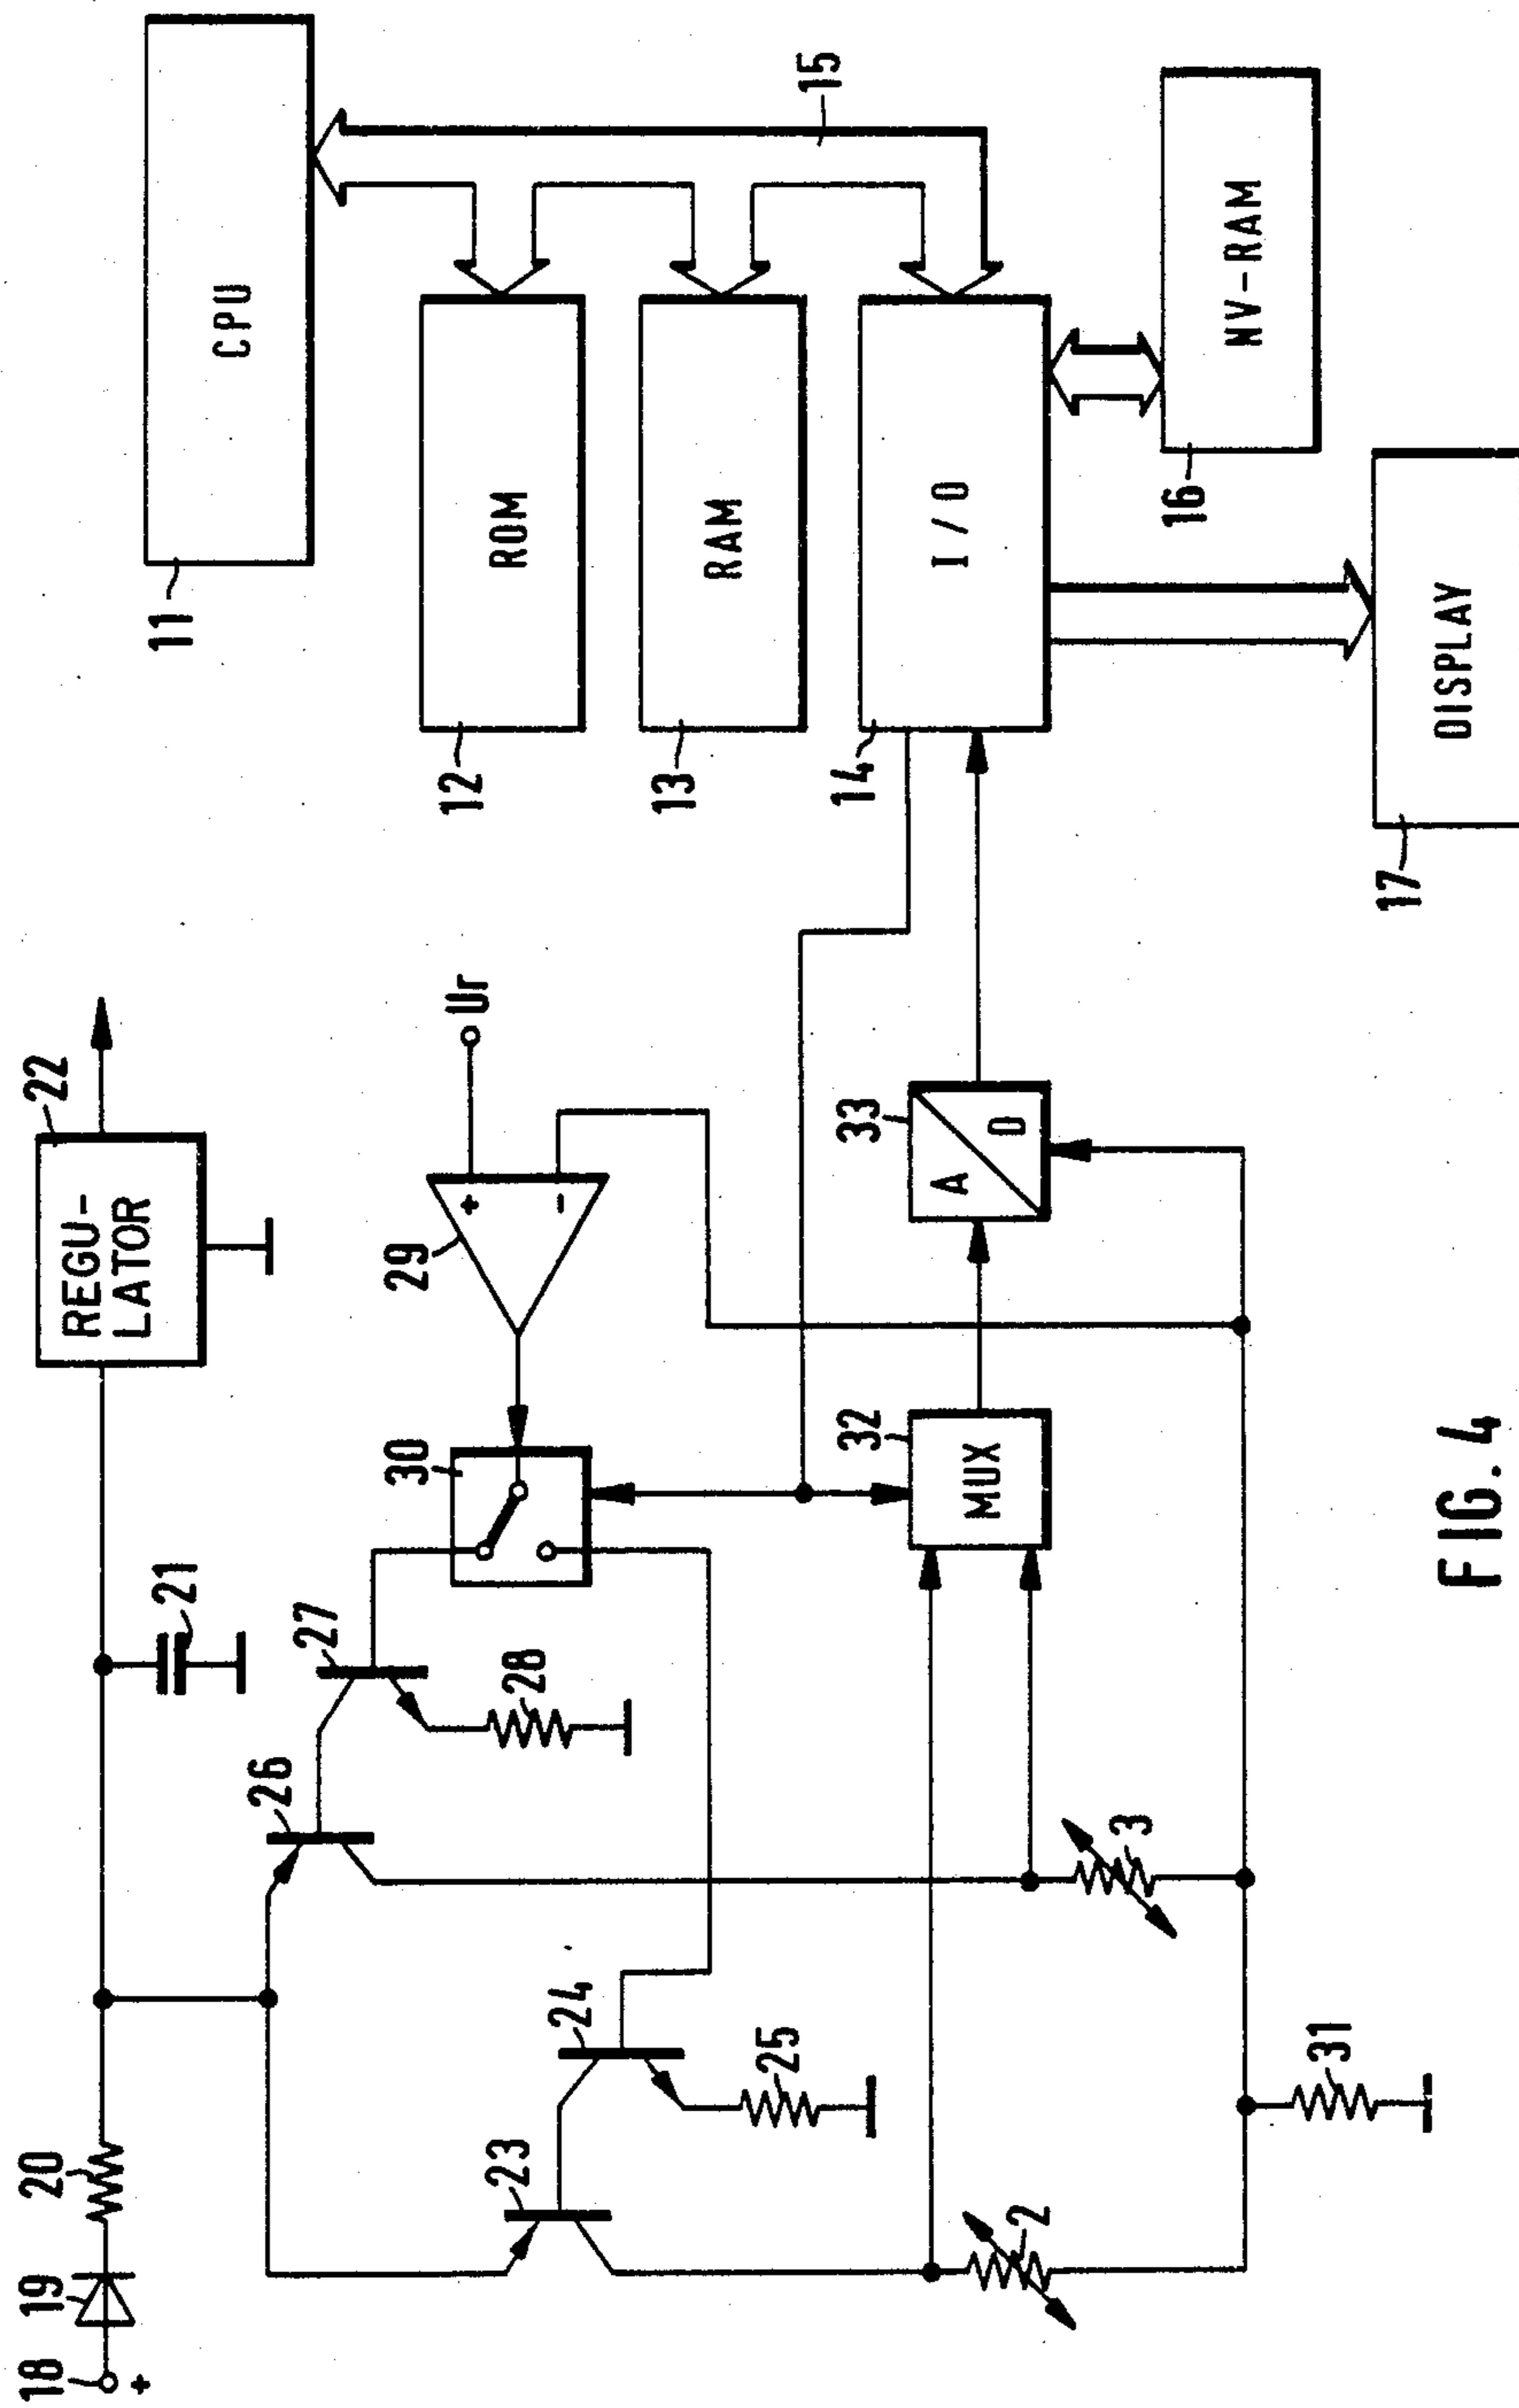 18
+
19
20
21
REGU-
LATOR
22
26
27
28
30
29
+
-
Ur
23
24
25
2
3
31
MUX
32
A
D
33
11
CPU
12
ROM
13
RAM
14
I/O
15
16
NV-RAM
17
DISPLAY
FIG. 4